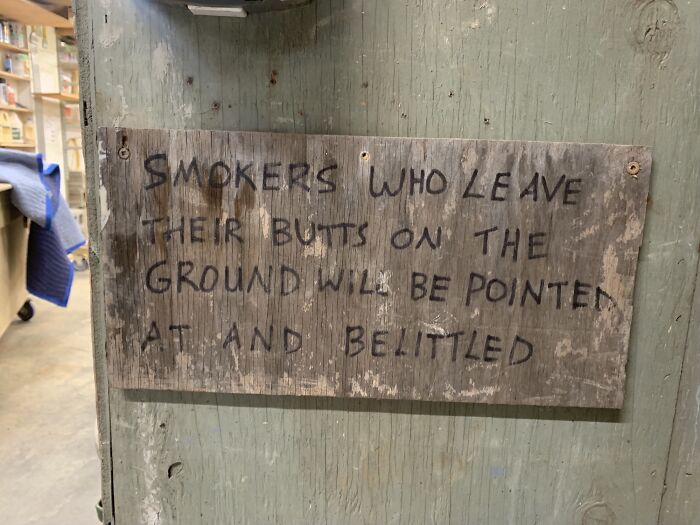 SMOKERS WHO LEAVE
THEIR BUTTS ON THE
GROUND WILL BE POINTED
AT AND BELITTLED